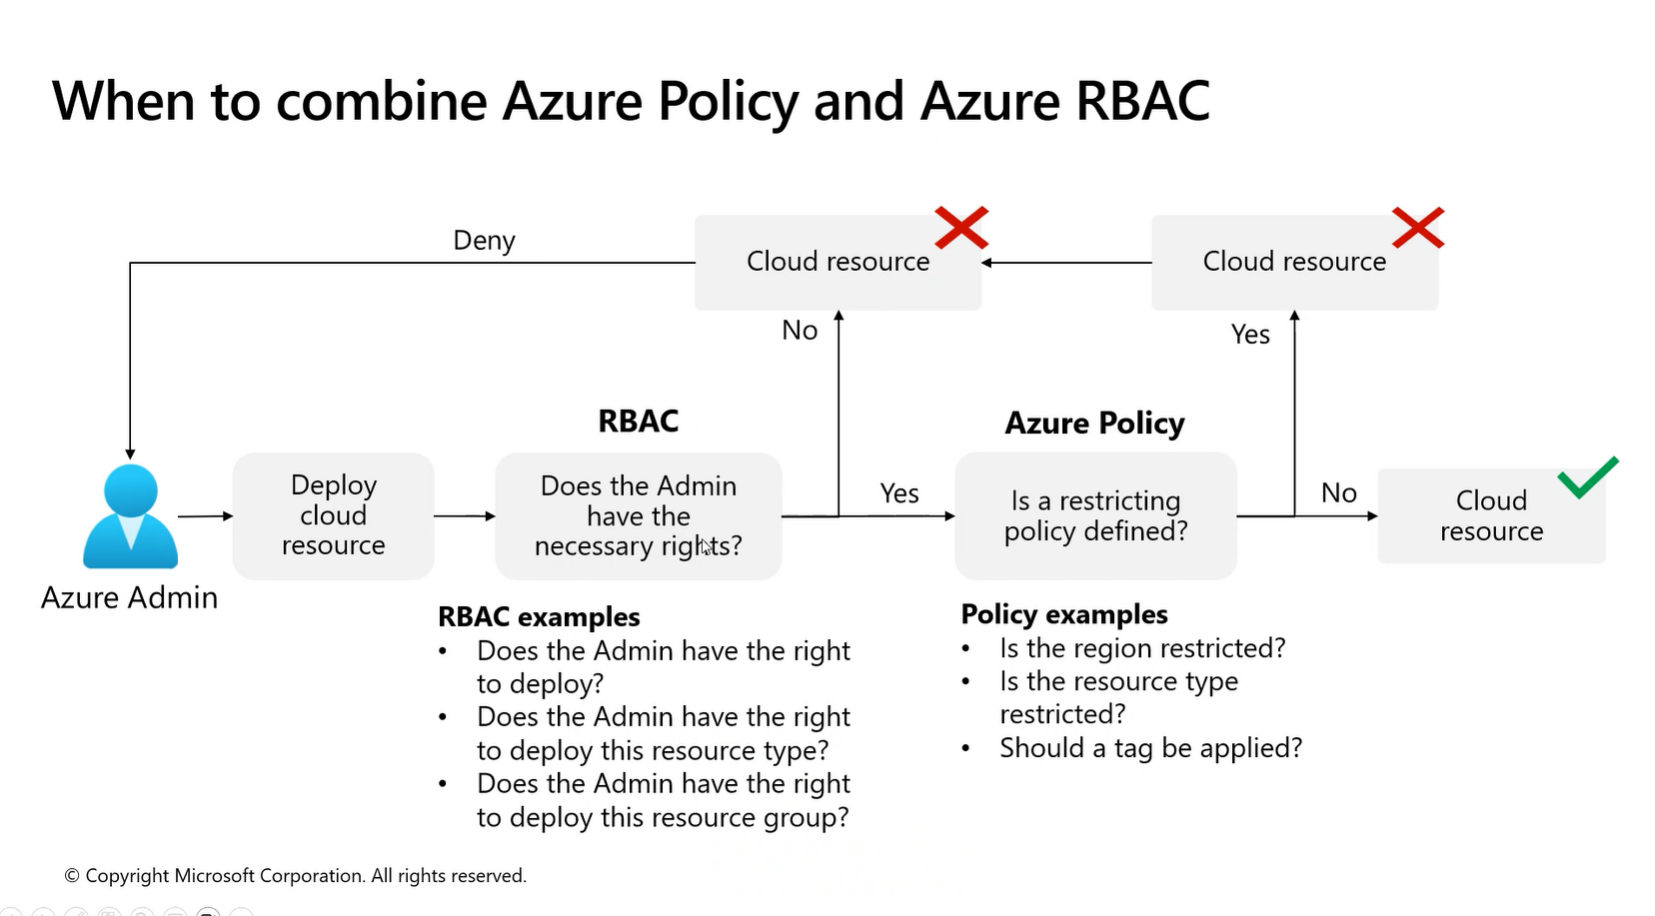 When to combine Azure Policy and Azure RBAC
Deny
Cloud resource
Cloud resource
No
Yes
RBAC
Azure Policy
Deploy
cloud
resource
Does the Admin
have the
necessary rights?
Yes
Is a restricting
policy defined?
No
Cloud
resource
Azure Admin
RBAC examples
• Does the Admin have the right
to deploy?
• Does the Admin have the right
to deploy this resource type?
• Does the Admin have the right
to deploy this resource group?
Policy examples
• Is the region restricted?
• Is the resource type
restricted?
• Should a tag be applied?
© Copyright Microsoft Corporation. All rights reserved.